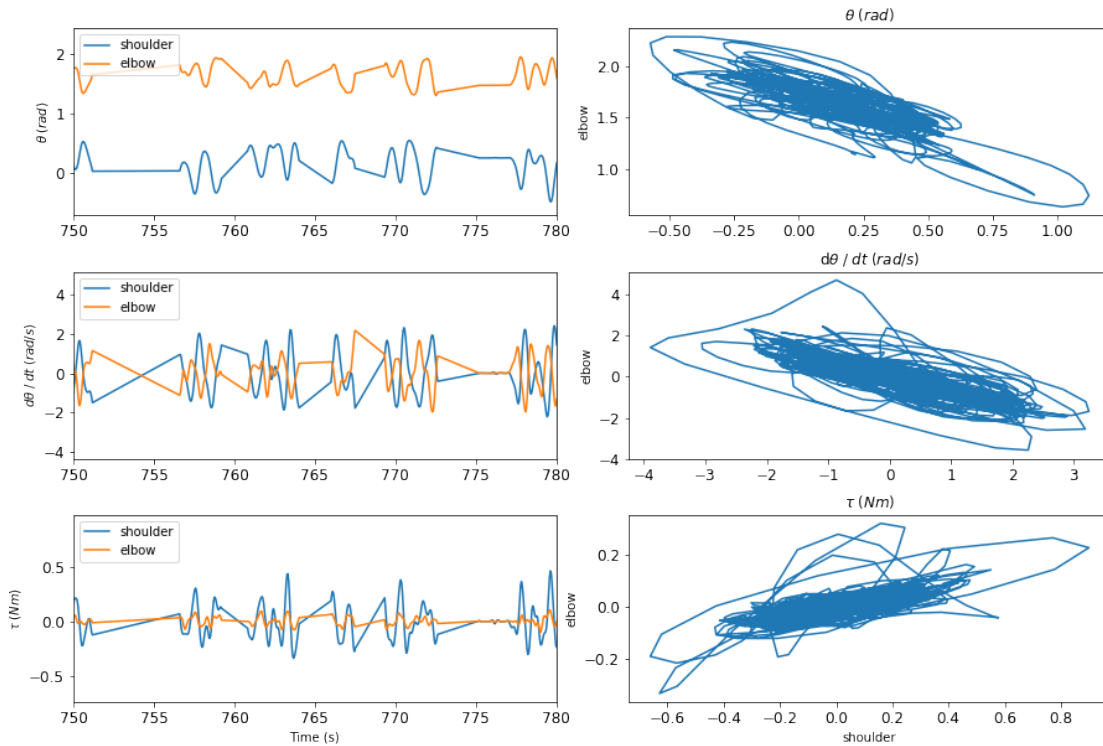 shoulder
elbow
2
1
0
θ (rad)
750 755 760 765 770 775 780
θ (rad)
2.0
1.5
1.0
elbow
−0.50 −0.25 0.00 0.25 0.50 0.75 1.00
shoulder
elbow
4
2
0
−2
−4
dθ / dt (rad/s)
750 755 760 765 770 775 780
dθ / dt (rad/s)
4
2
0
−2
−4
elbow
−4 −3 −2 −1 0 1 2 3
shoulder
elbow
0.5
0.0
−0.5
τ (Nm)
750 755 760 765 770 775 780
Time (s)
τ (Nm)
0.2
0.0
−0.2
elbow
−0.6 −0.4 −0.2 0.0 0.2 0.4 0.6 0.8
shoulder